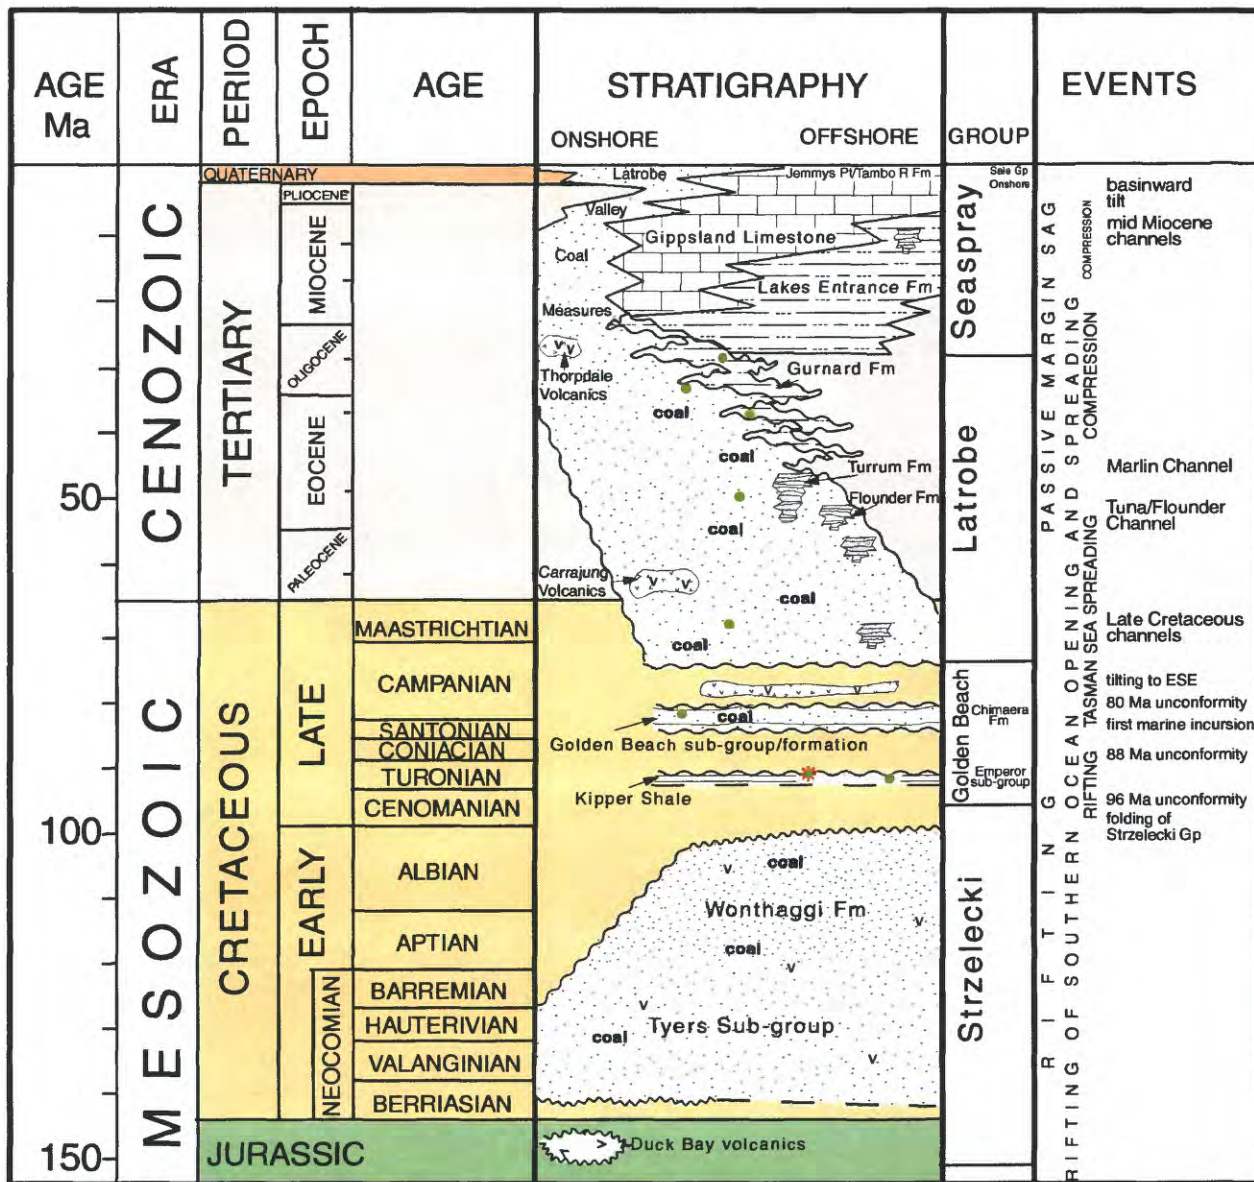 AGE
Ma
ERA
PERIOD
EPOCH
AGE
STRATIGRAPHY
ONSHORE
OFFSHORE
GROUP
EVENTS
50
100
150
CENOZOIC
MESOZOIC
QUATERNARY
TERTIARY
CRETACEOUS
JURASSIC
PLIOCENE
MIOCENE
OLIGOCENE
EOCENE
PALEOCENE
LATE
EARLY
NEOCOMIAN
MAASTRICHTIAN
CAMPANIAN
SANTONIAN
CONIACIAN
TURONIAN
CENOMANIAN
ALBIAN
APTIAN
BARREMIAN
HAUTERIVIAN
VALANGINIAN
BERRIASIAN
Latrobe
Valley
Coal
Measures
Jemmys Pt/Tambo R Fm
Gippsland Limestone
Lakes Entrance Fm
v v v
Thorpdale
Volcanics
Gurnard Fm
coal
coal
Turrum Fm
Flounder Fm
coal
Carrajung
Volcanics
v v
coal
coal
v v
coal
Golden Beach sub-group/formation
Kipper Shale
coal
v
Wonthaggi Fm
v
coal
v
v
Tyers Sub-group
coal
v
Duck Bay volcanics
Sale Gp
Onshore
Seaspray
Latrobe
Golden Beach
Chimaera
Fm
Emperor
sub-group
Strzelecki
RIFTING
PASSIVE MARGIN SAG
RIFTING OF SOUTHERN OCEAN OPENING AND SPREADING
RIFTING TASMAN SEA SPREADING
COMPRESSION
COMPRESSION
basinward
tilt
mid Miocene
channels
Marlin Channel
Tuna/Flounder
Channel
Late Cretaceous
channels
tilting to ESE
80 Ma unconformity
first marine incursion
88 Ma unconformity
96 Ma unconformity
folding of
Strzelecki Gp